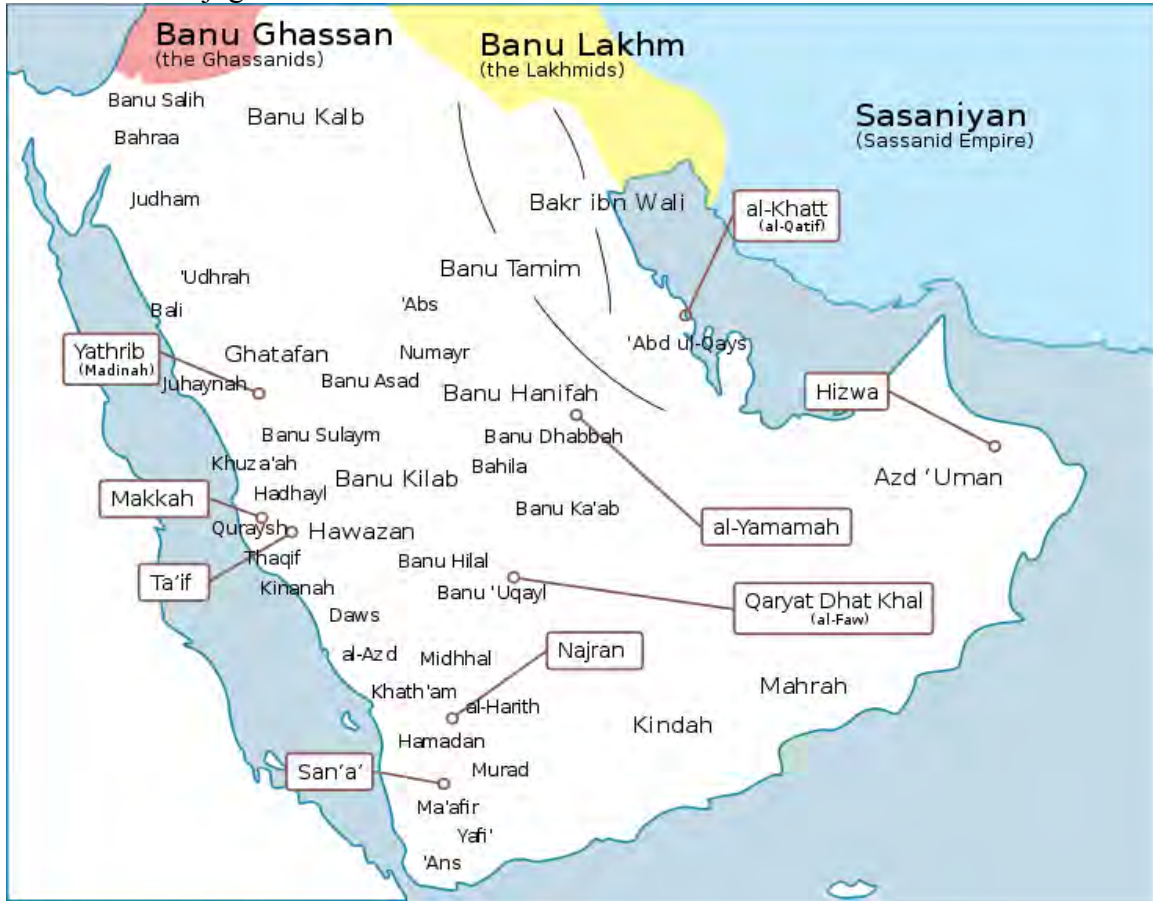 Banu Ghassan
(the Ghassanids)
Banu Lakhm
(the Lakhmids)
Sasaniyan
(Sassanid Empire)
Banu Salih
Banu Kalb
Bahraa
Judham
Bakr ibn Wali
al-Khatt
(al-Qatif)
Banu Tamim
'Udhrah
Bali
'Abs
Yathrib
(Madinah)
Ghatafan
Numayr
'Abd ul-Qays
Juhaynah
Banu Asad
Banu Hanifah
Hizwa
Banu Sulaym
Banu Dhabbah
Khuza'ah
Bahila
Banu Kilab
Azd ‘Uman
Makkah
Hadhayl
Banu Ka'ab
Quraysh
Hawazan
al-Yamamah
Thaqif
Banu Hilal
Ta’if
Kinanah
Banu 'Uqayl
Qaryat Dhat Khal
(al-Faw)
Daws
al-Azd
Midhhal
Najran
Khath'am
al-Harith
Mahrah
Kindah
Hamadan
San‘a’
Murad
Ma'afir
Yafi'
'Ans